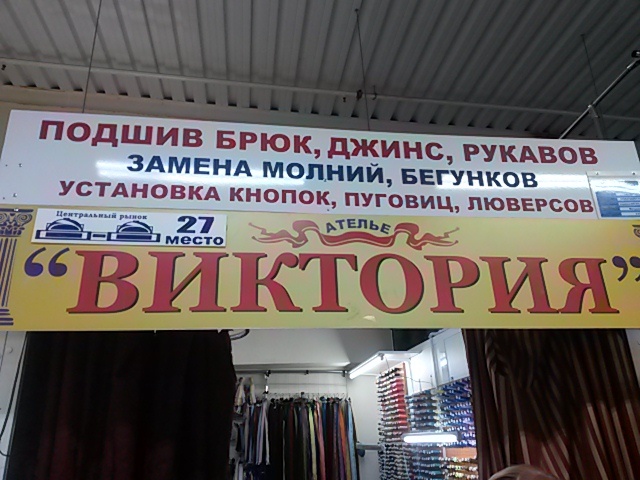 ПОДШИВ БРЮК, ДЖИНС, РУКАВОВ
ЗАМЕНА МОЛНИЙ, БЕГУНКОВ
УСТАНОВКА КНОПОК, ПУГОВИЦ, ЛЮВЕРСОВ
Центральный рынок
27
место
АТЕЛЬЕ
"ВИКТОРИЯ"